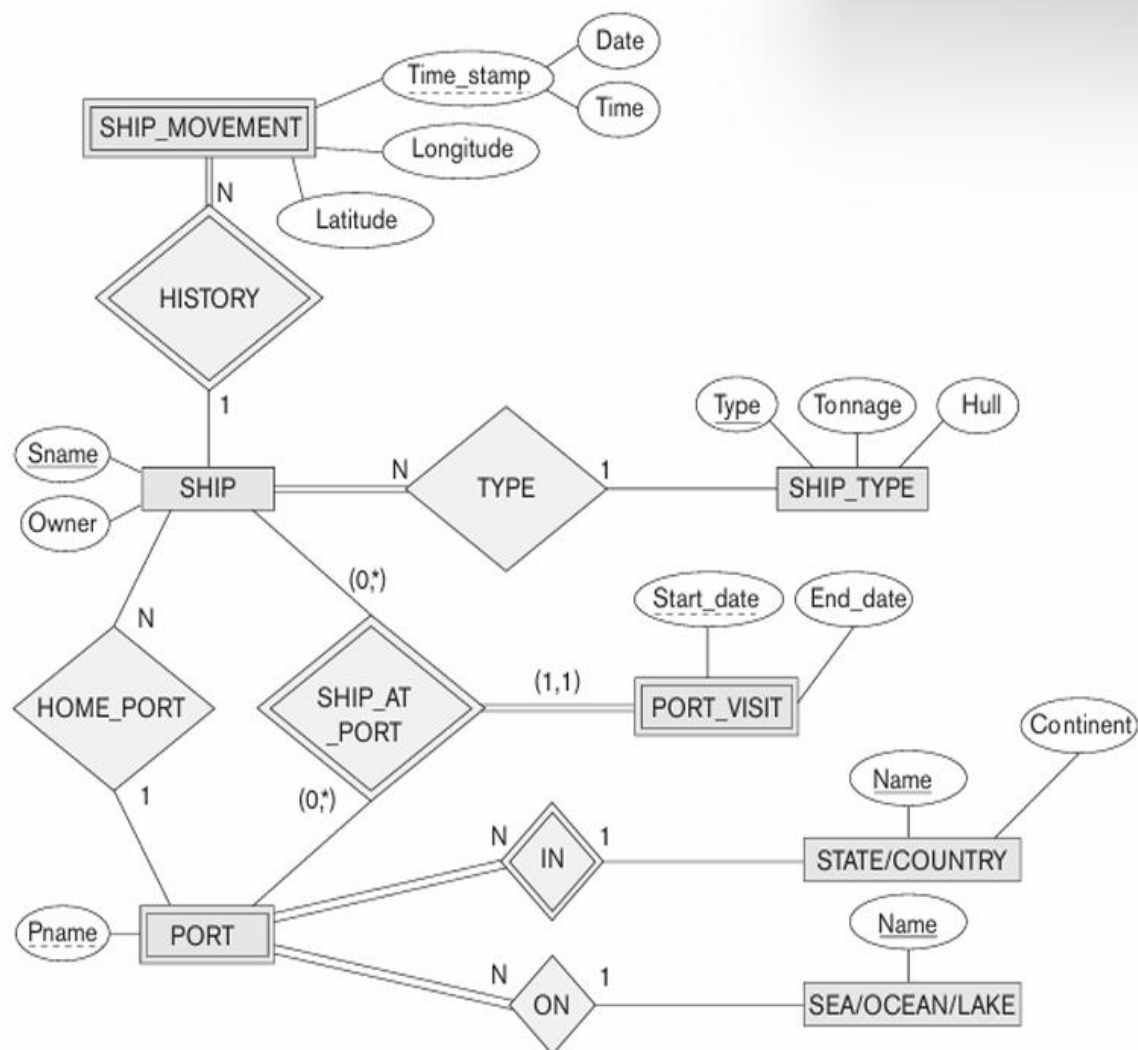 Date
Time_stamp
Time
SHIP_MOVEMENT
Longitude
N
Latitude
HISTORY
1
Type
Tonnage
Hull
Sname
N
1
SHIP
TYPE
SHIP_TYPE
Owner
(0,*)
Start_date
End_date
N
(1,1)
HOME_PORT
SHIP_AT
_PORT
PORT_VISIT
Continent
1
(0,*)
Name
N
1
IN
STATE/COUNTRY
Pname
PORT
Name
N
1
ON
SEA/OCEAN/LAKE